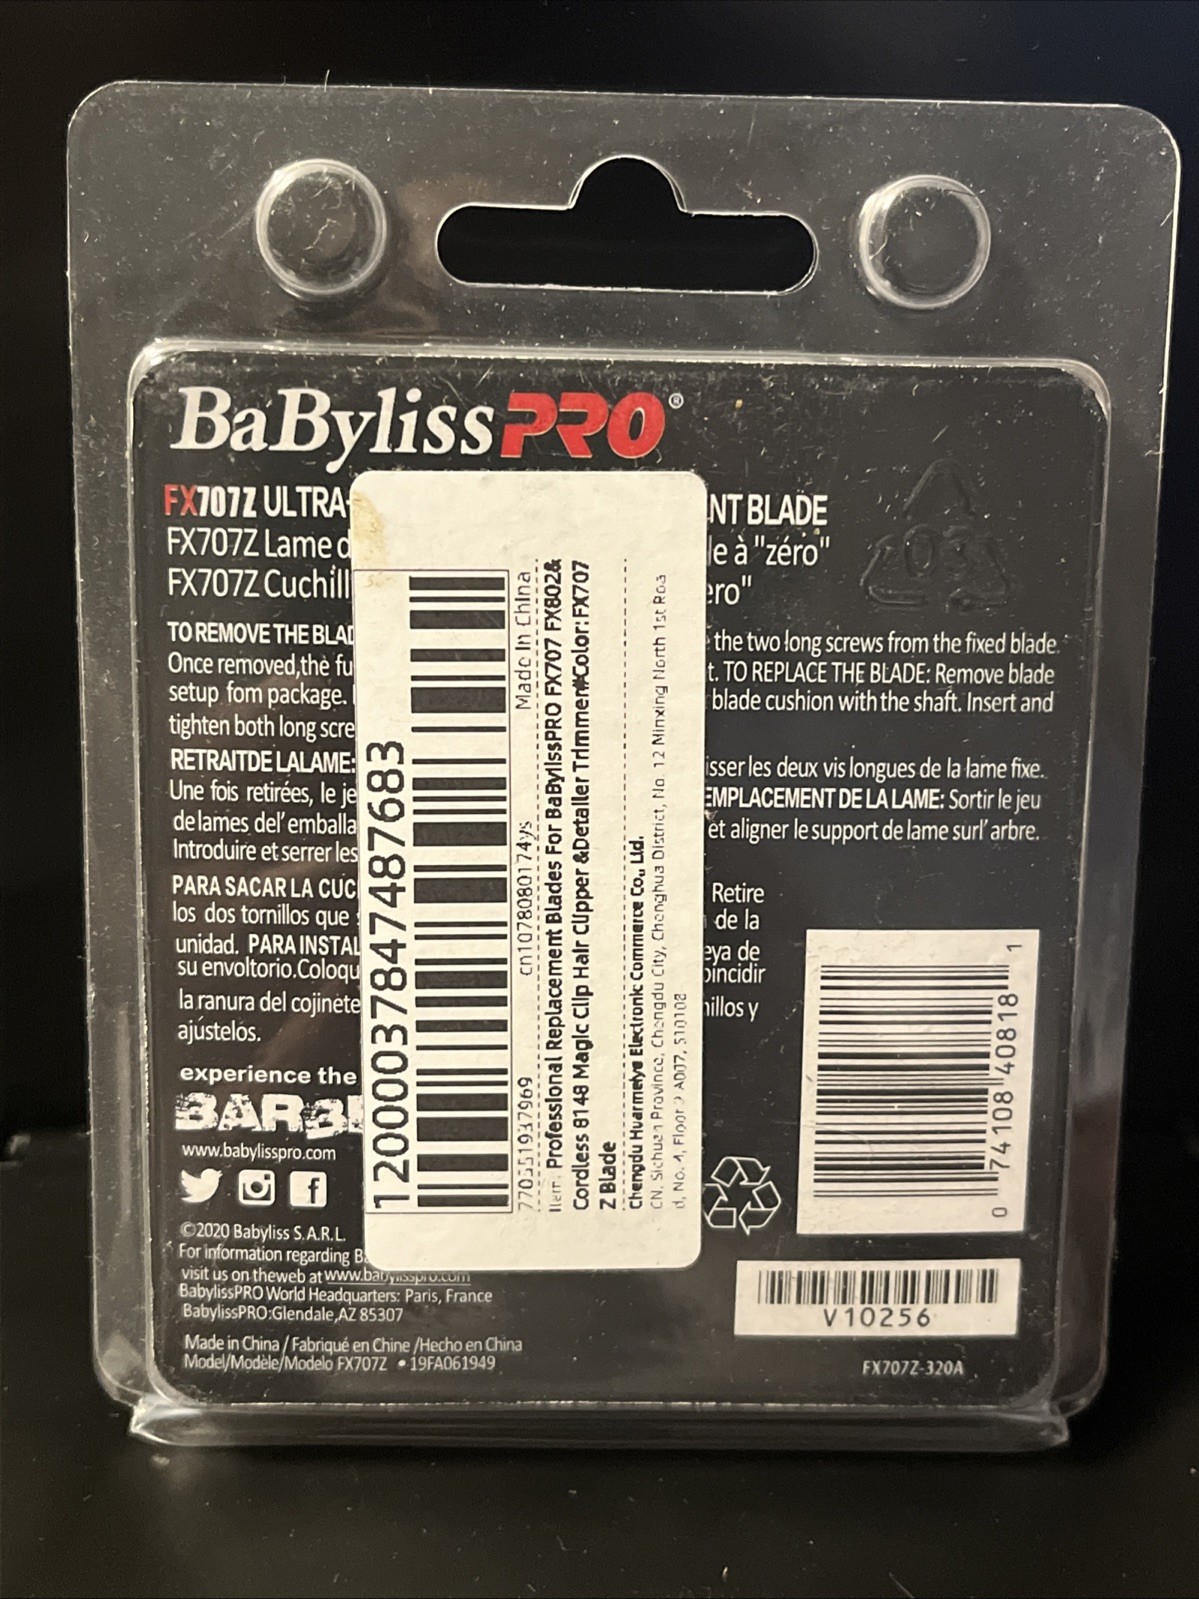 BaByliss PRO®
FX707Z ULTRA-
NT BLADE
FX707Z Lame d
le à "zéro"
FX707Z Cuchill
ero"
03
TO REMOVE THE BLAD
the two long screws from the fixed blade.
Once removed,the fu
t. TO REPLACE THE BLADE: Remove blade
setup fom package.
blade cushion with the shaft. Insert and
tighten both long scre
RETRAITDE LALAME:
isser les deux vis longues de la lame fixe.
Une fois retirées, le je
EMPLACEMENT DE LA LAME: Sortir le jeu
de lames del' emballa
et aligner le support de lame surl' arbre.
Introduire et serrer les
PARA SACAR LA CUC
Retire
los dos tornillos que
de la
unidad. PARA INSTAL
eya de
su envoltorio.Coloqu
oincidir
la ranura del cojinete
nillos y
ajústelos.
experience the
www.babylisspro.com
©2020 Babyliss S.A.R.L.
For information regarding B
visit us on theweb at www.babylisspro.com
BabylissPRO World Headquarters: Paris, France
BabylissPRO:Glendale,AZ 85307
Made in China / Fabriqué en Chine /Hecho en China
Model/Modèle/Modelo FX707Z • 19FA061949
FX707Z-320A
12000037847487683
770551937969 cn1078080174ys Made In China
Item: Professional Replacement Blades For BaBylissPRO FX707 FX802&
Cordless 8148 Magic Clip Hair Clipper &Detailer Trimmer#Color:FX707
Z Blade
Chengdu Huarmeiye Electronic Commerce Co., Ltd.
CN, Sichuan Province, Chengdu City, Chenghua District, No. 12 Minxing North 1st Roa
d, No. 4, Floor 2 A007, 510108
0 74108 40818 1
V10256